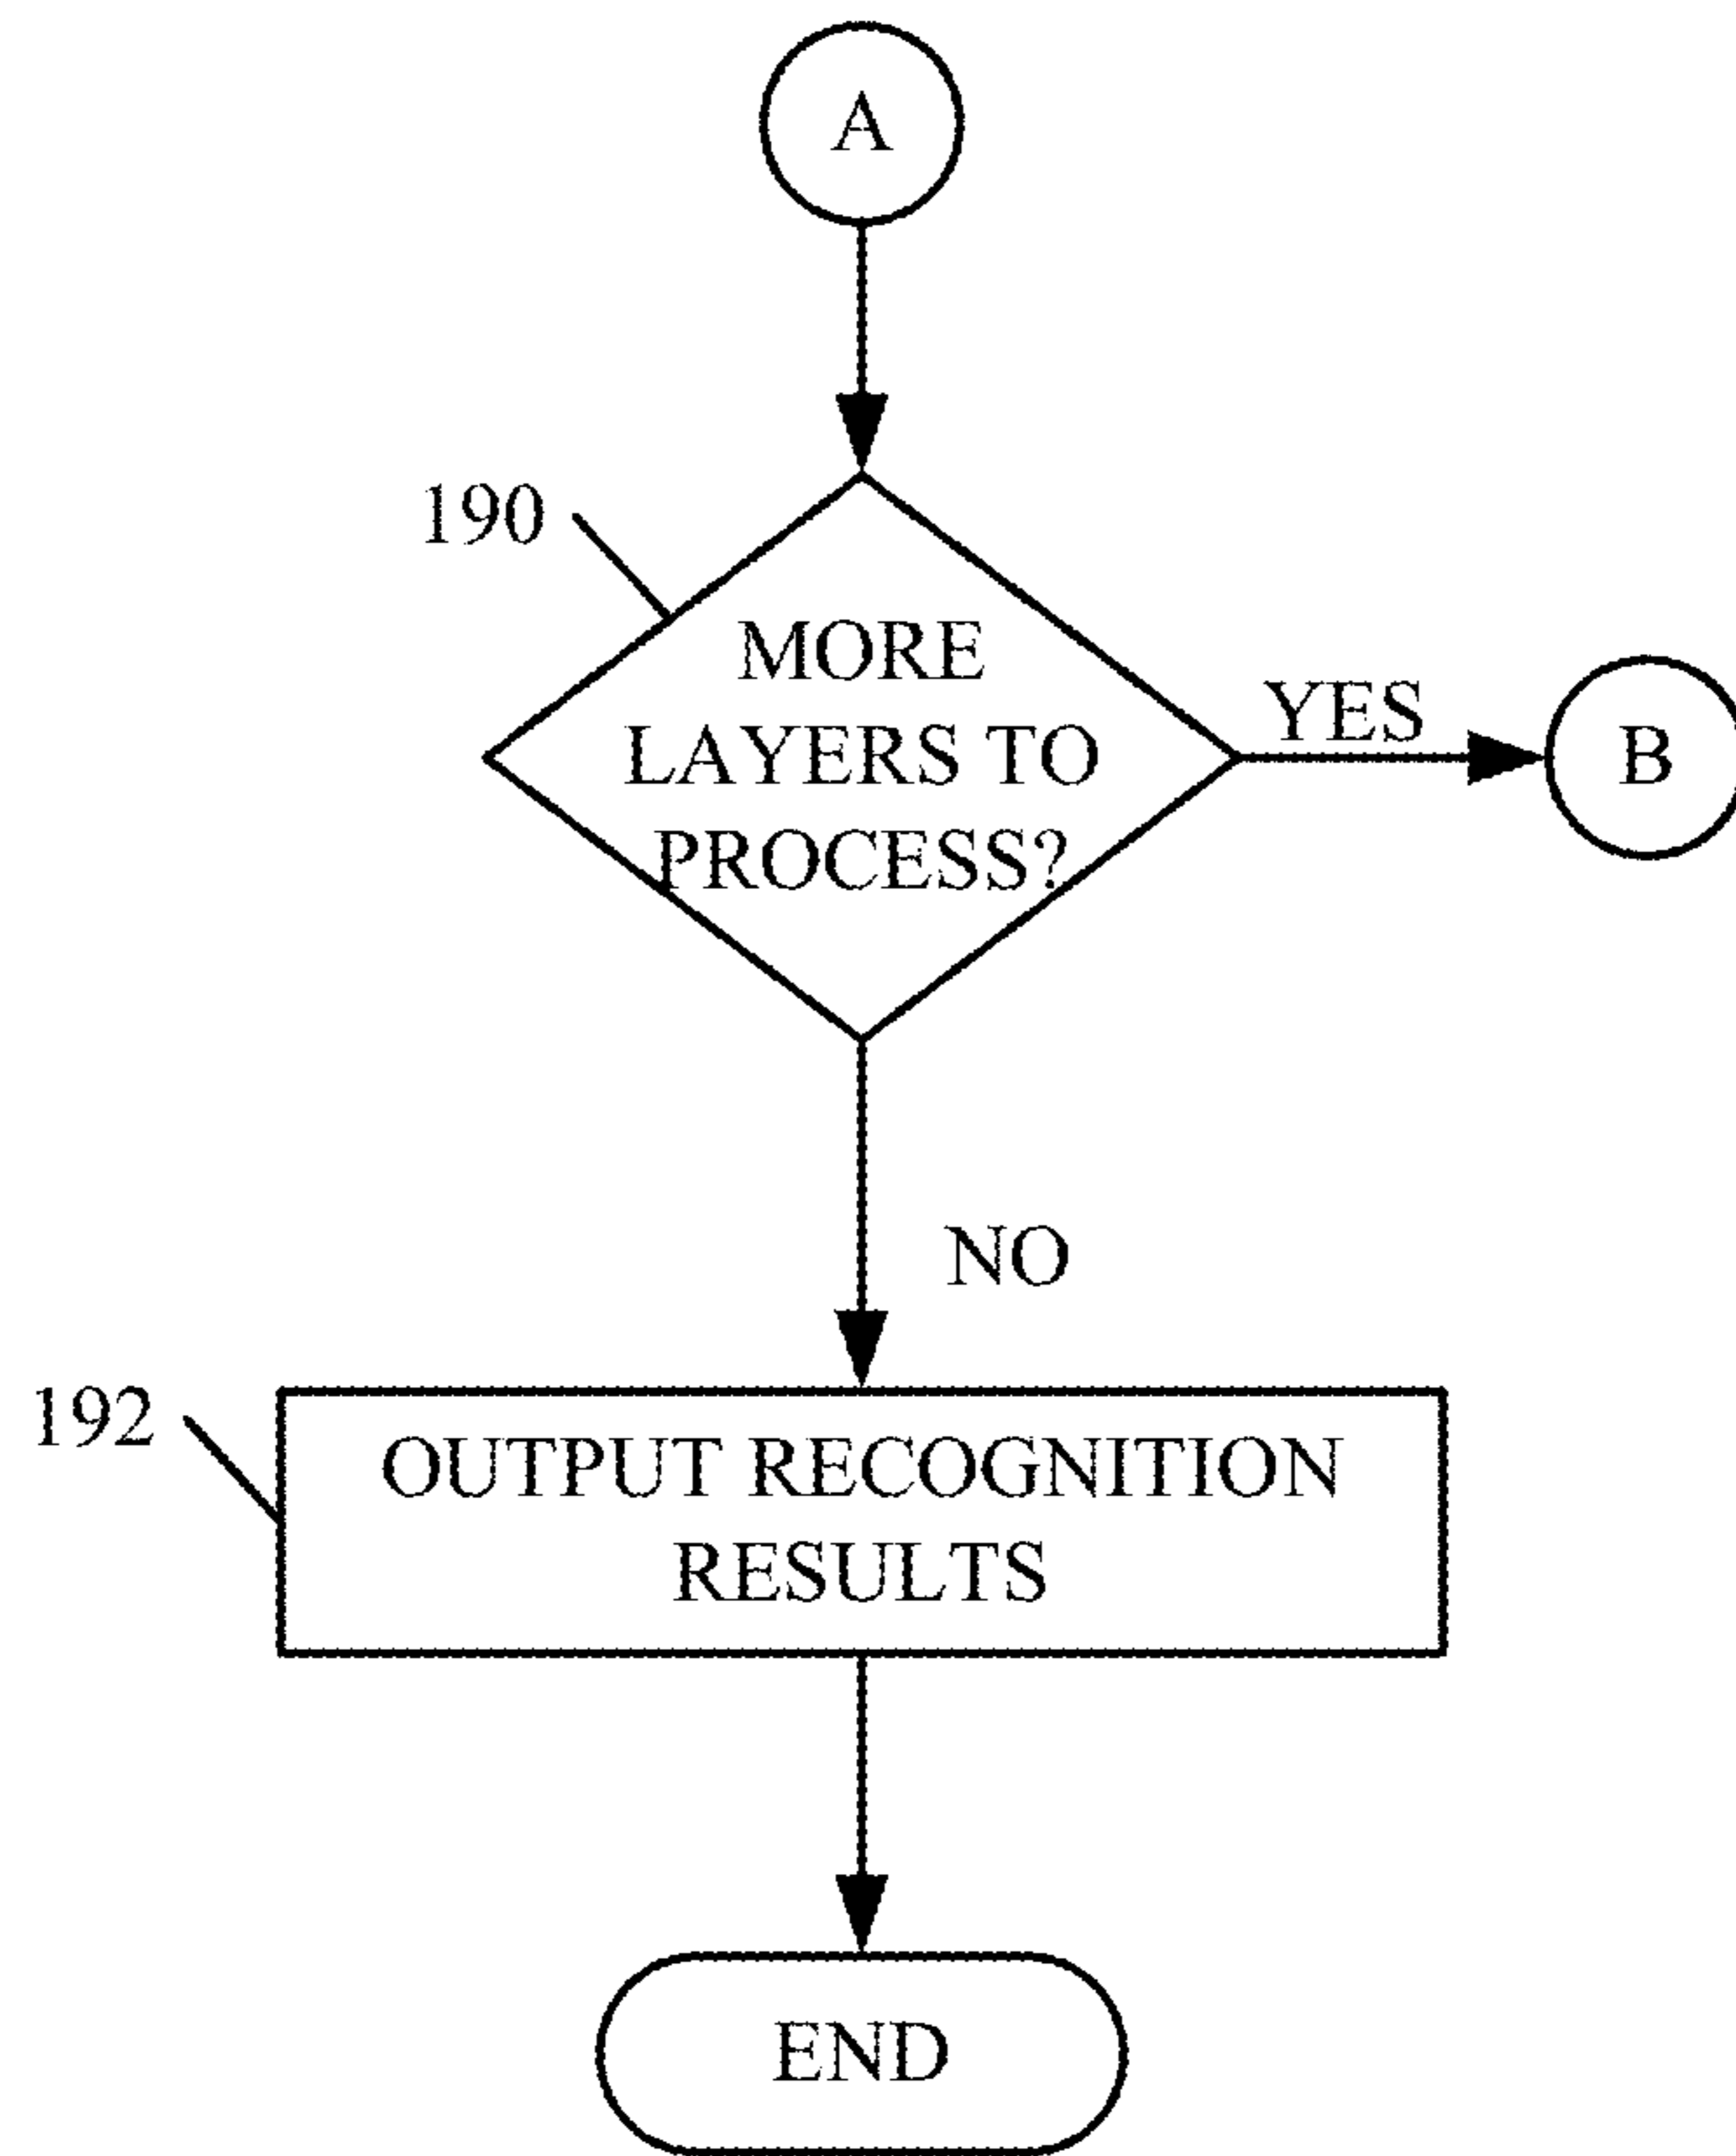 A
190
MORE
LAYERS TO
PROCESS?
YES
B
NO
192
OUTPUT RECOGNITION
RESULTS
END